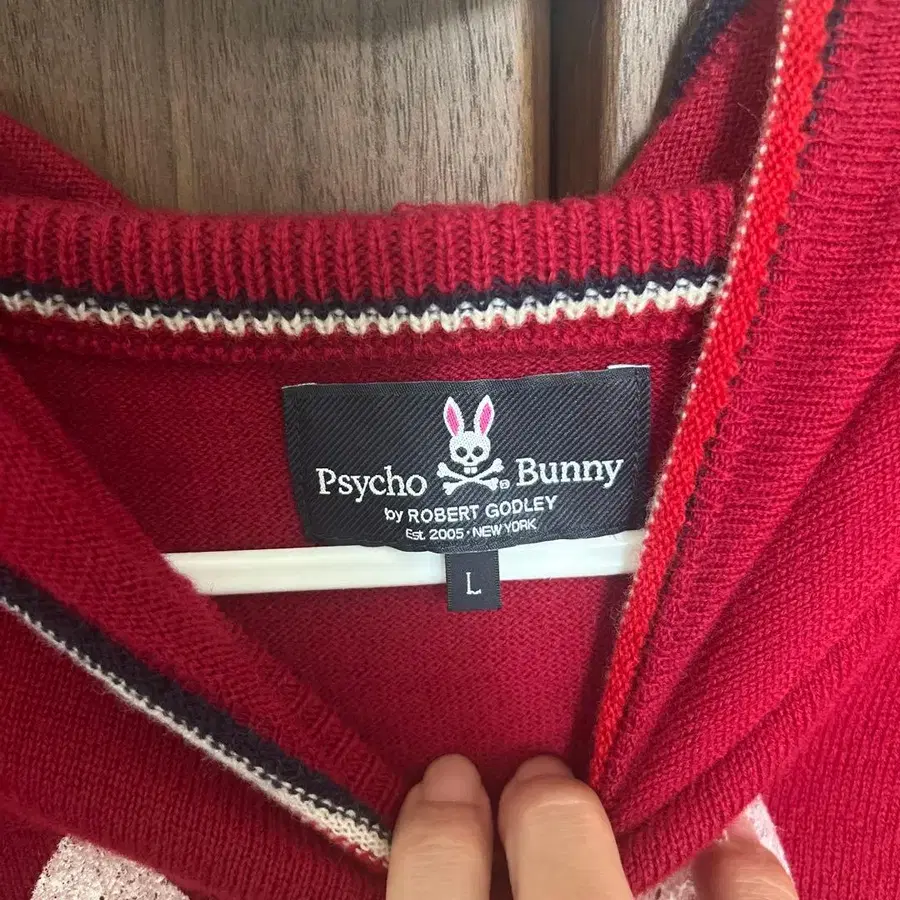 Psycho Bunny®
by ROBERT GODLEY
Est. 2005 · NEW YORK
L